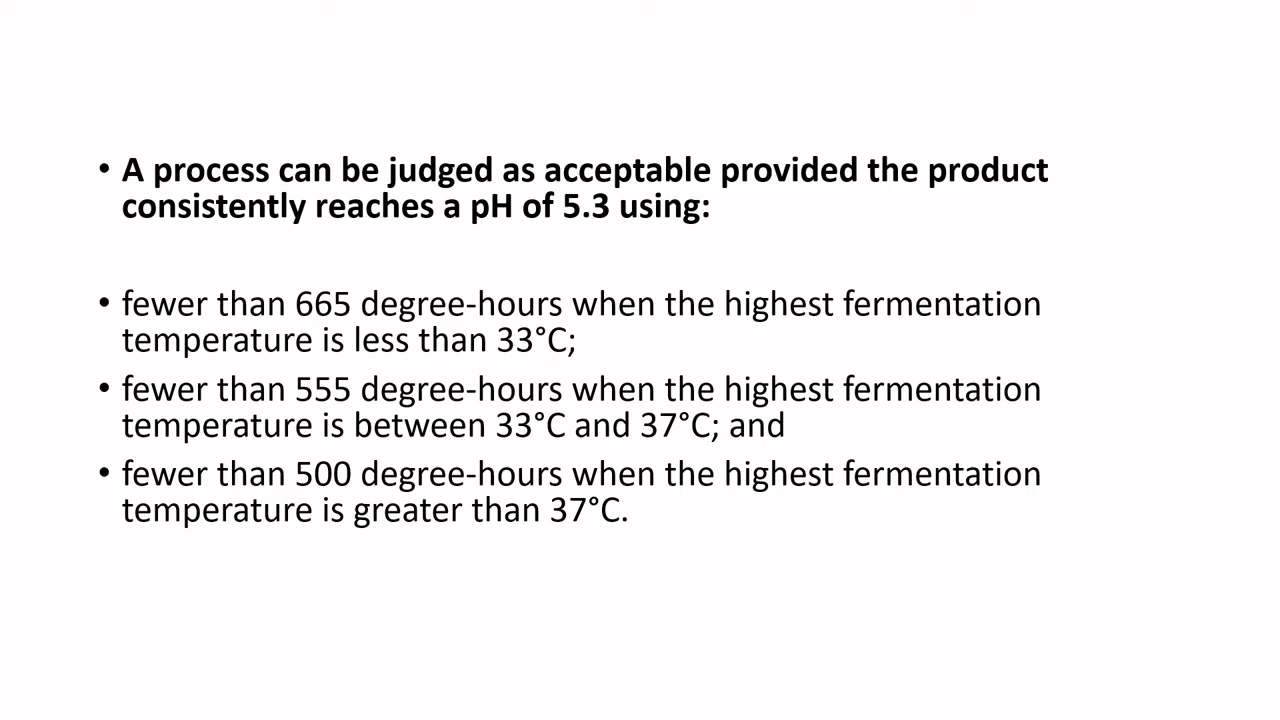 • A process can be judged as acceptable provided the product
consistently reaches a pH of 5.3 using:
• fewer than 665 degree-hours when the highest fermentation
temperature is less than 33°C;
• fewer than 555 degree-hours when the highest fermentation
temperature is between 33°C and 37°C; and
• fewer than 500 degree-hours when the highest fermentation
temperature is greater than 37°C.